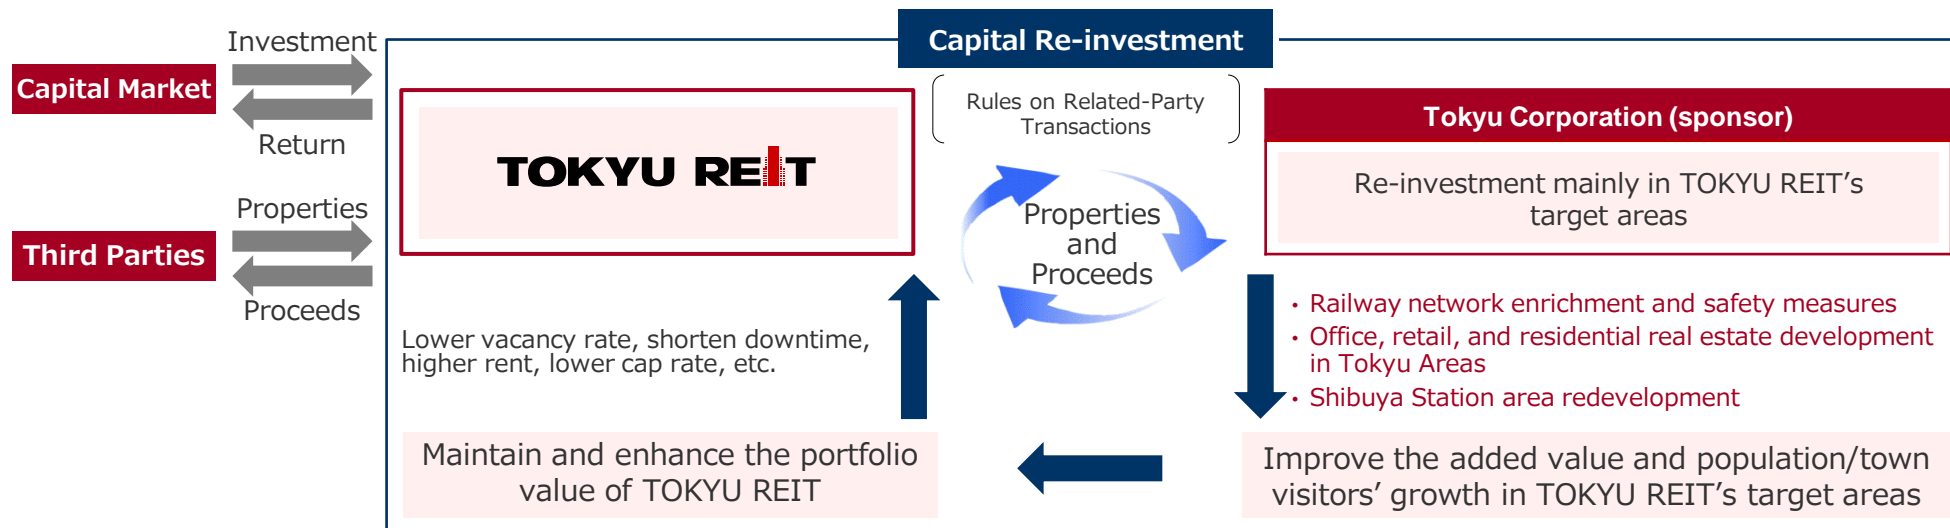 Capital Re-investment
Investment
Capital Market
Return
Properties
Third Parties
Proceeds
TOKYU REIT
Rules on Related-Party
Transactions
Properties
and
Proceeds
Tokyu Corporation (sponsor)
Re-investment mainly in TOKYU REIT’s
target areas
• Railway network enrichment and safety measures
• Office, retail, and residential real estate development
in Tokyu Areas
• Shibuya Station area redevelopment
Lower vacancy rate, shorten downtime,
higher rent, lower cap rate, etc.
Maintain and enhance the portfolio
value of TOKYU REIT
Improve the added value and population/town
visitors’ growth in TOKYU REIT’s target areas